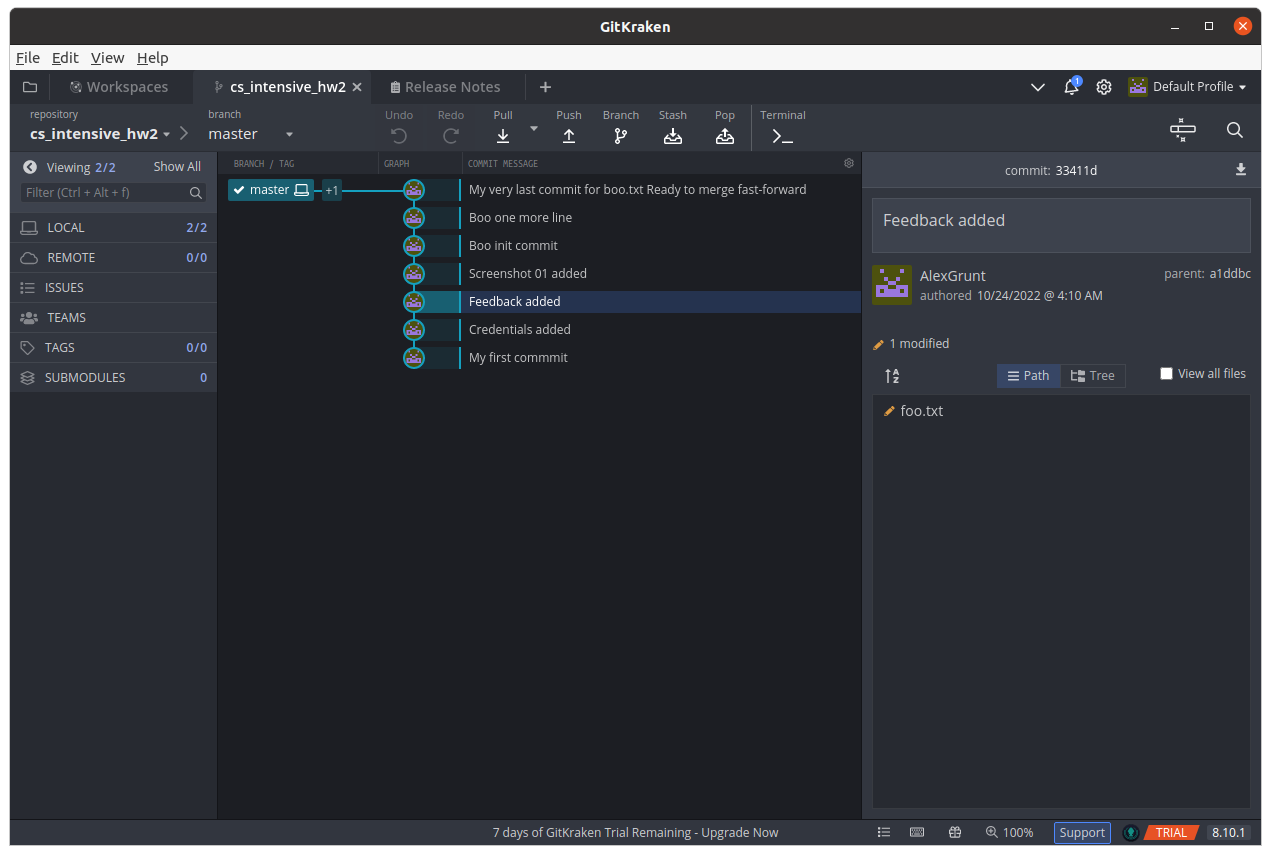 GitKraken
File Edit View Help
Workspaces cs_intensive_hw2 Release Notes 1 Default Profile
repository branch
cs_intensive_hw2 master
Undo Redo Pull Push Branch Stash Pop Terminal
Viewing 2/2 Show All
Filter (Ctrl + Alt + f)
LOCAL 2/2
REMOTE 0/0
ISSUES
TEAMS
TAGS 0/0
SUBMODULES 0
BRANCH / TAG GRAPH COMMIT MESSAGE
master +1 My very last commit for boo.txt Ready to merge fast-forward
Boo one more line
Boo init commit
Screenshot 01 added
Feedback added
Credentials added
My first commmit
commit: 33411d
Feedback added
AlexGrunt parent: a1ddbc
authored 10/24/2022 @ 4:10 AM
1 modified
A Z Path Tree View all files
foo.txt
7 days of GitKraken Trial Remaining - Upgrade Now 100% Support TRIAL 8.10.1